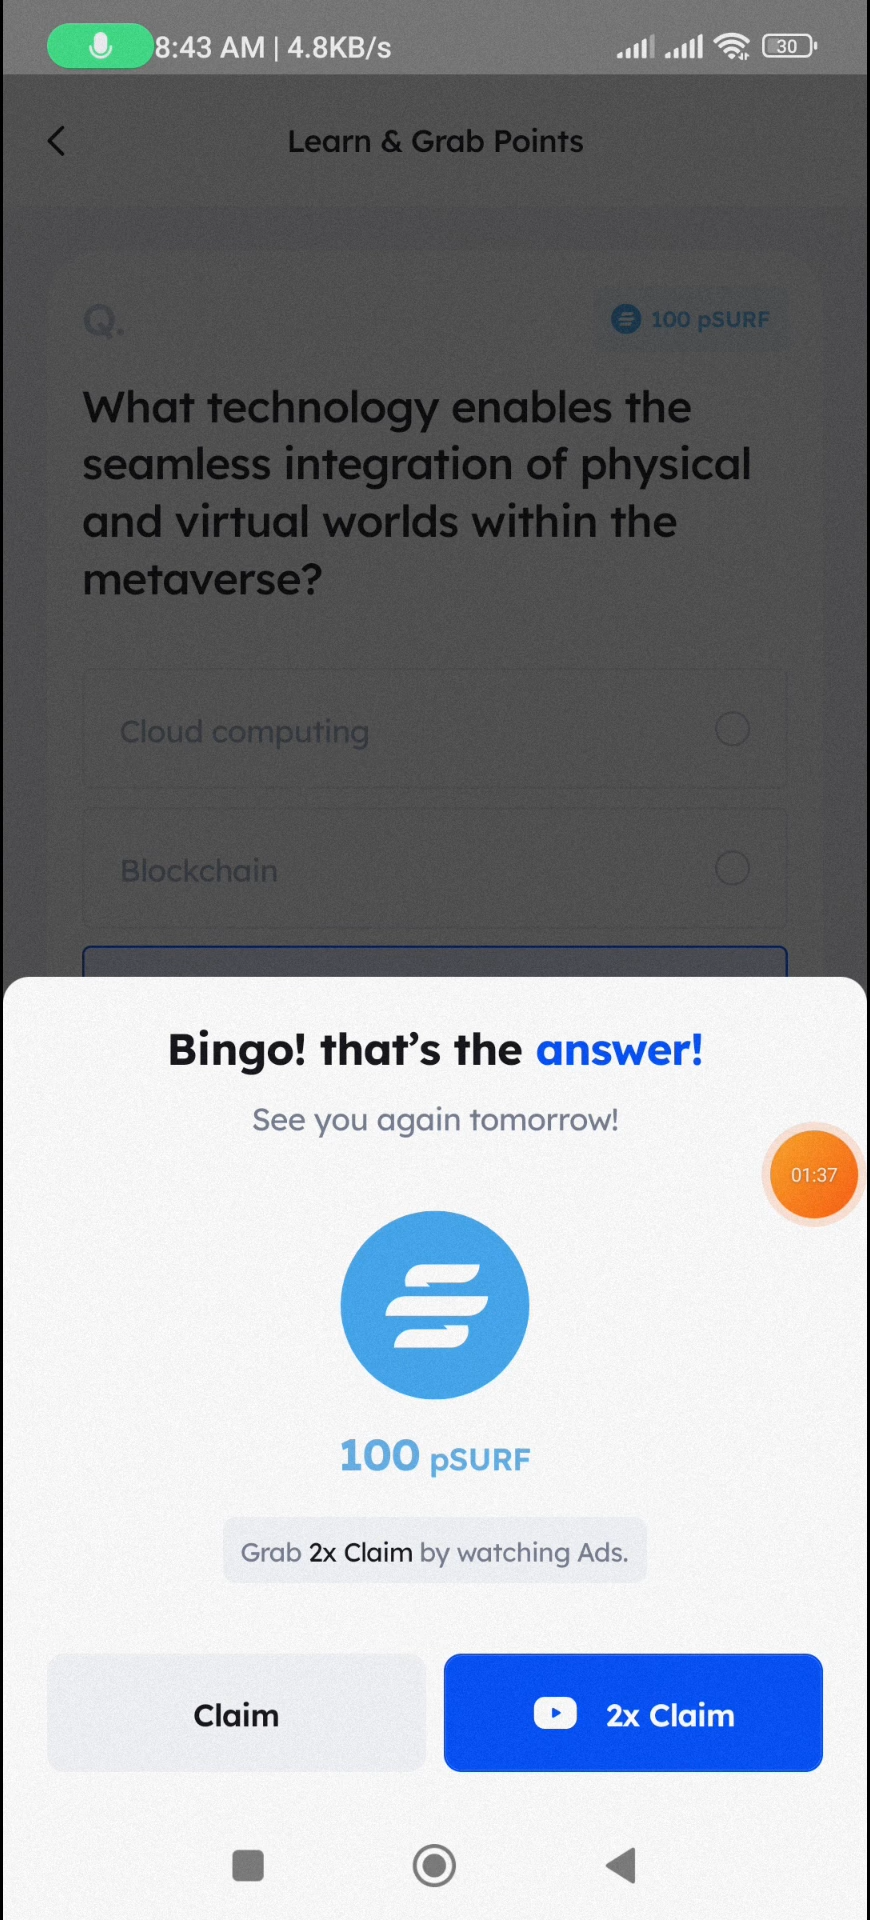 8:43 AM | 4.8KB/s
30
Learn & Grab Points
Q.
100 pSURF
What technology enables the
seamless integration of physical
and virtual worlds within the
metaverse?
Cloud computing
Blockchain
Bingo! that's the answer!
See you again tomorrow!
01:37
100 pSURF
Grab 2x Claim by watching Ads.
Claim
2x Claim